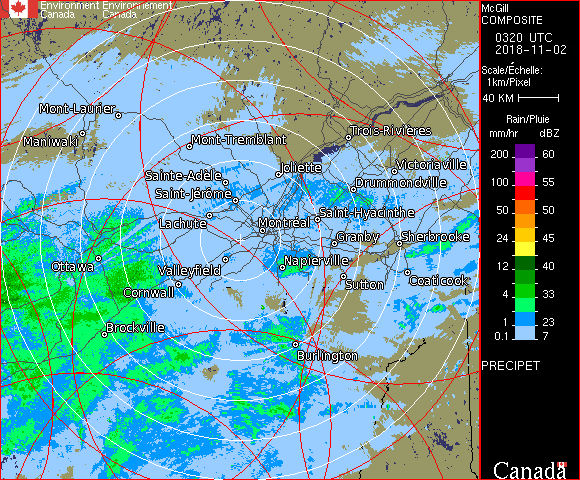 Environment Environnement
Canada Canada
McGill
COMPOSITE
0320 UTC
2018-11-02
Scale/Échelle:
1km/Pixel
40 KM
Rain/Pluie
mm/hr dBZ
200 60
100 55
50 50
24 45
12 40
4 33
1 23
0.1 7
PRECIPET
Canada
Mont-Laurier
Maniwaki
Mont-Tremblant
Trois-Rivières
Joliette
Victoriaville
Sainte-Adèle
Drummondville
Saint-Jérôme
Saint-Hyacinthe
Lachute
Montréal
Granby
Sherbrooke
Ottawa
Valleyfield
Napierville
Cornwall
Sutton
Coaticook
Brockville
Burlington